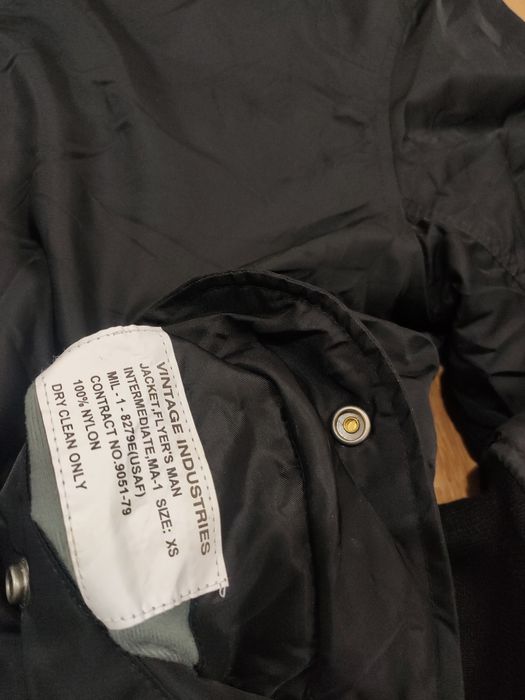 VINTAGE INDUSTRIES
JACKET,FLYER'S MAN
INTERMEDIATE,MA-1 SIZE: XS
MIL -1- 8279E(USAF)
CONTRACT NO.9051-79
100% NYLON
DRY CLEAN ONLY